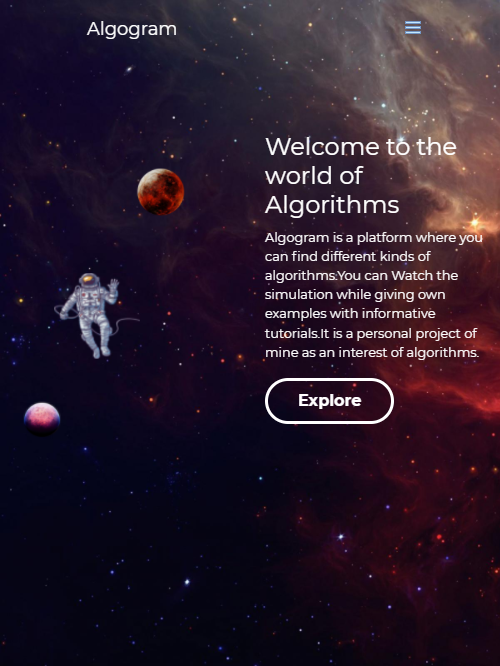 Algogram
Welcome to the
world of
Algorithms
Algogram is a platform where you
can find different kinds of
algorithms.You can Watch the
simulation while giving own
examples with informative
tutorials.It is a personal project of
mine as an interest of algorithms.
Explore